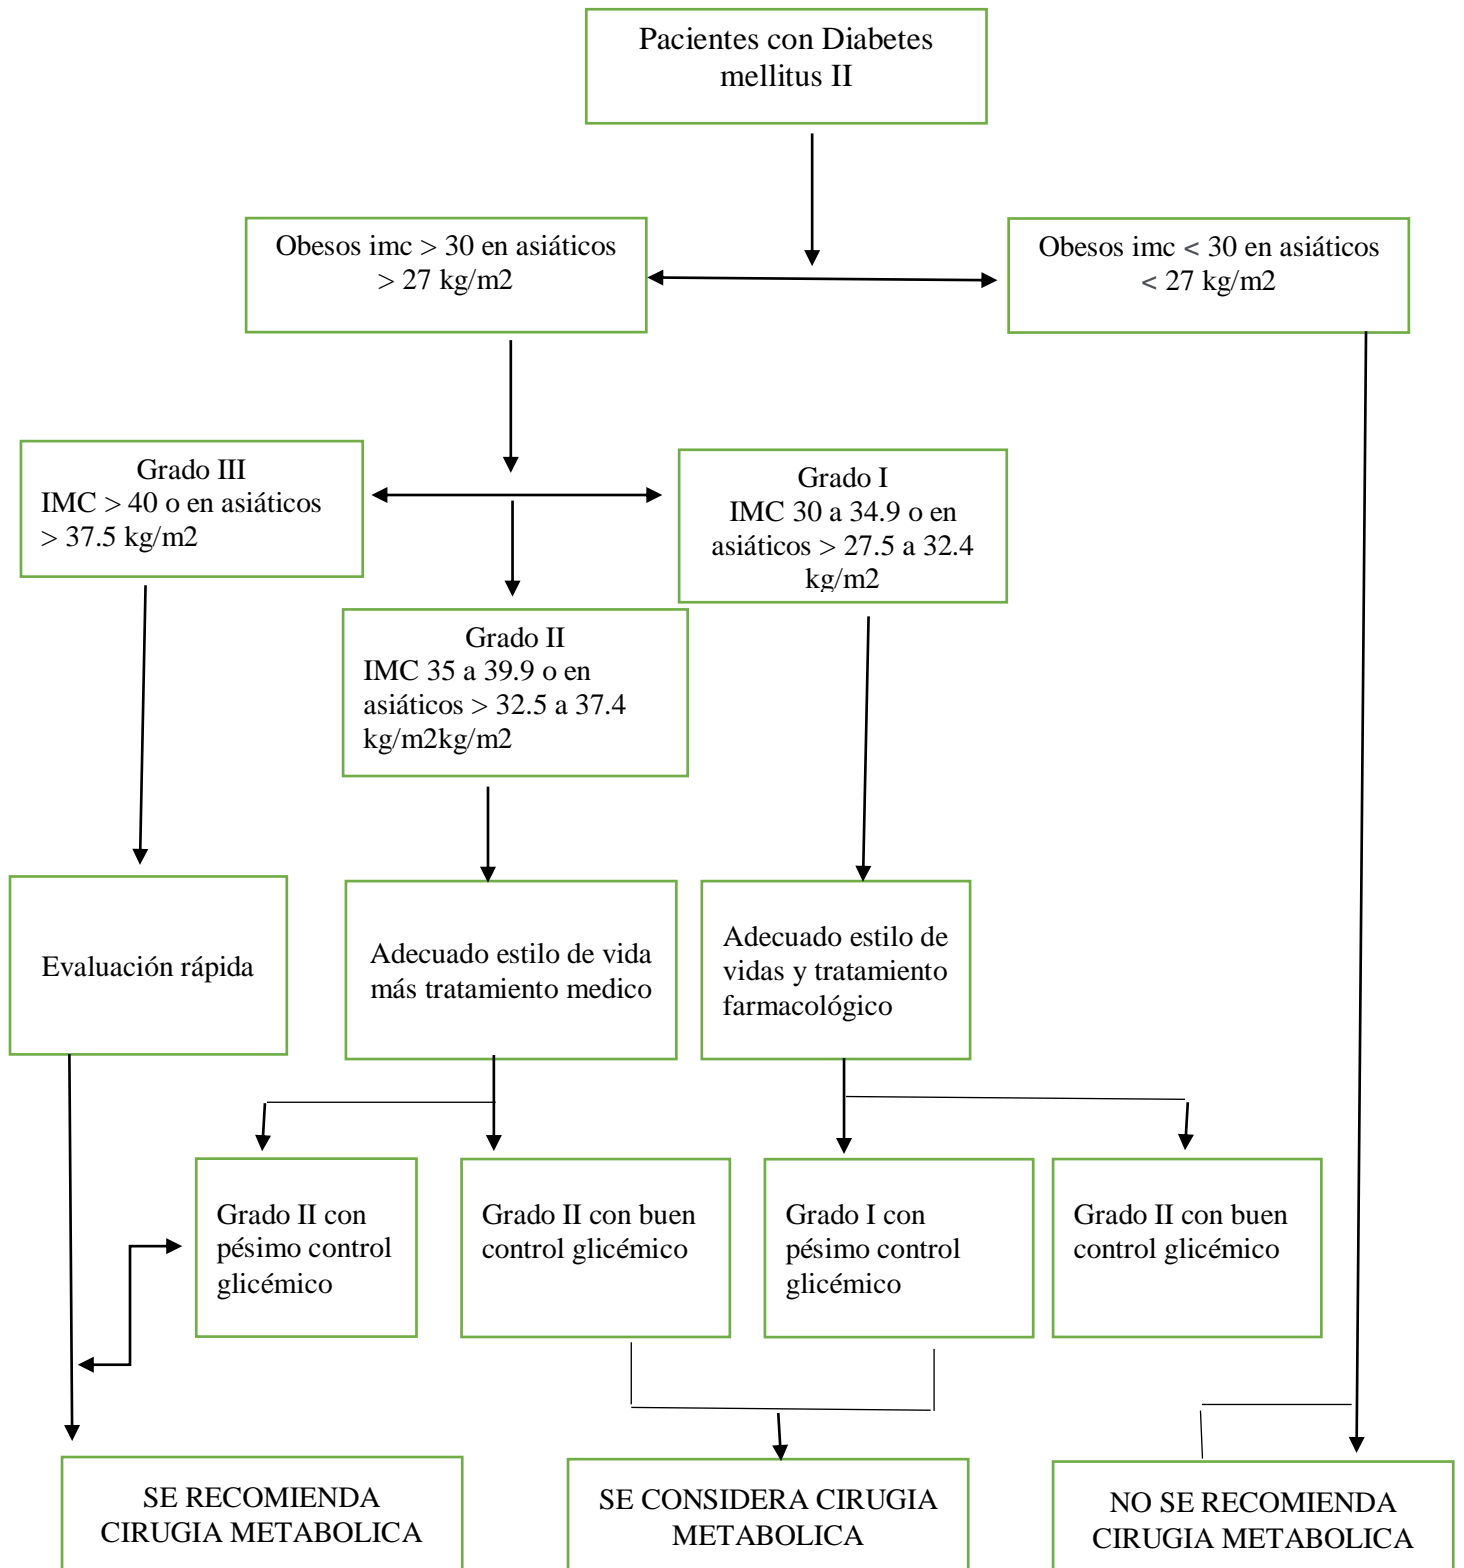 Pacientes con Diabetes
mellitus II
Obesos imc > 30 en asiáticos
> 27 kg/m2
Obesos imc < 30 en asiáticos
< 27 kg/m2
Grado III
IMC > 40 o en asiáticos
> 37.5 kg/m2
Grado I
IMC 30 a 34.9 o en
asiáticos > 27.5 a 32.4
kg/m2
Grado II
IMC 35 a 39.9 o en
asiáticos > 32.5 a 37.4
kg/m2kg/m2
Evaluación rápida
Adecuado estilo de vida
más tratamiento medico
Adecuado estilo de
vidas y tratamiento
farmacológico
Grado II con
pésimo control
glicémico
Grado II con buen
control glicémico
Grado I con
pésimo control
glicémico
Grado II con buen
control glicémico
SE RECOMIENDA
CIRUGIA METABOLICA
SE CONSIDERA CIRUGIA
METABOLICA
NO SE RECOMIENDA
CIRUGIA METABOLICA